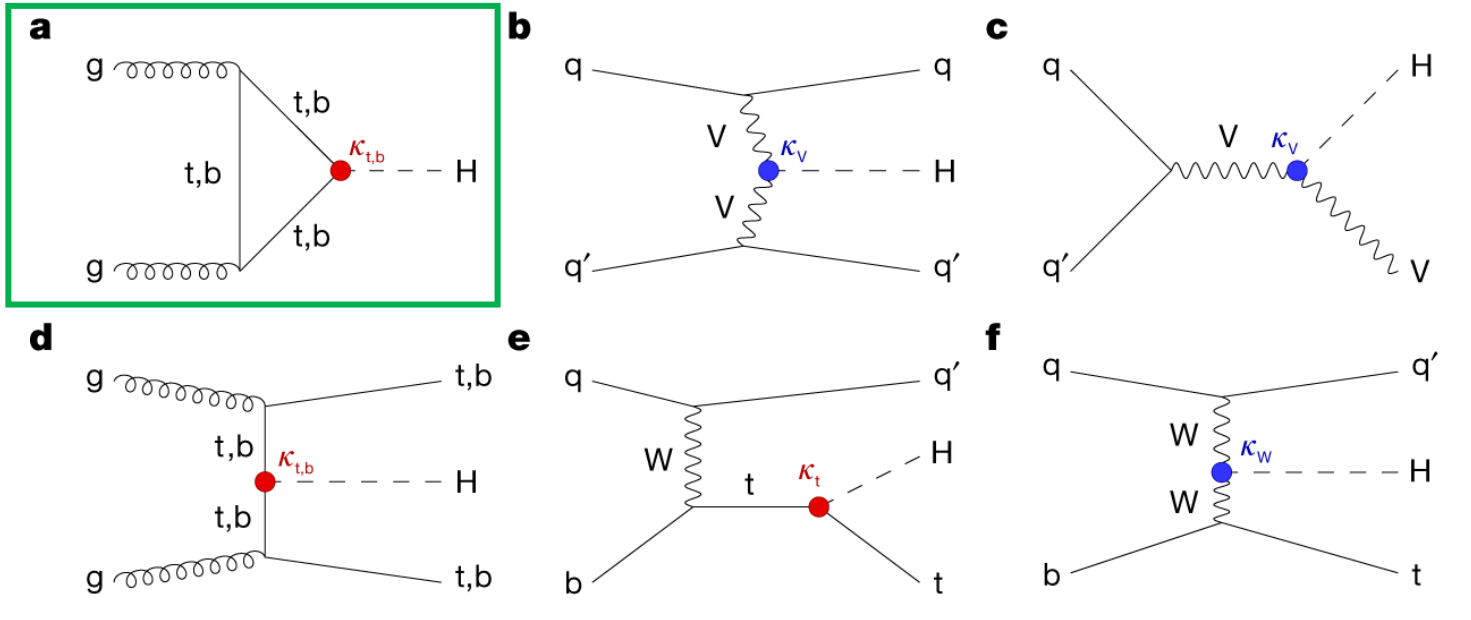 a
g
t,b
t,b
κt,b
H
t,b
g
b
q
q
V
κV
H
V
q′
q′
c
q
H
V
κV
q′
V
d
g
t,b
t,b
κt,b
H
t,b
g
t,b
e
q
q′
W
t
κt
H
b
t
f
q
q′
W
κW
H
W
b
t